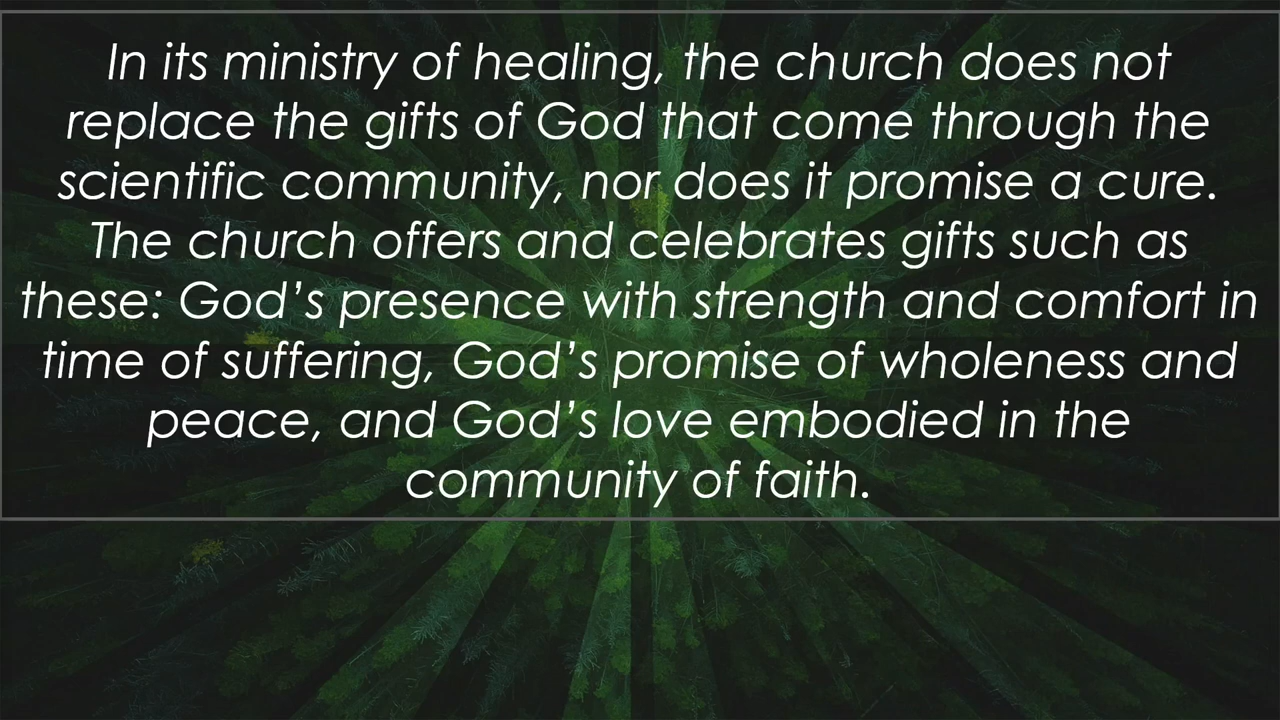 In its ministry of healing, the church does not
replace the gifts of God that come through the
scientific community, nor does it promise a cure.
The church offers and celebrates gifts such as
these: God’s presence with strength and comfort in
time of suffering, God’s promise of wholeness and
peace, and God’s love embodied in the
community of faith.